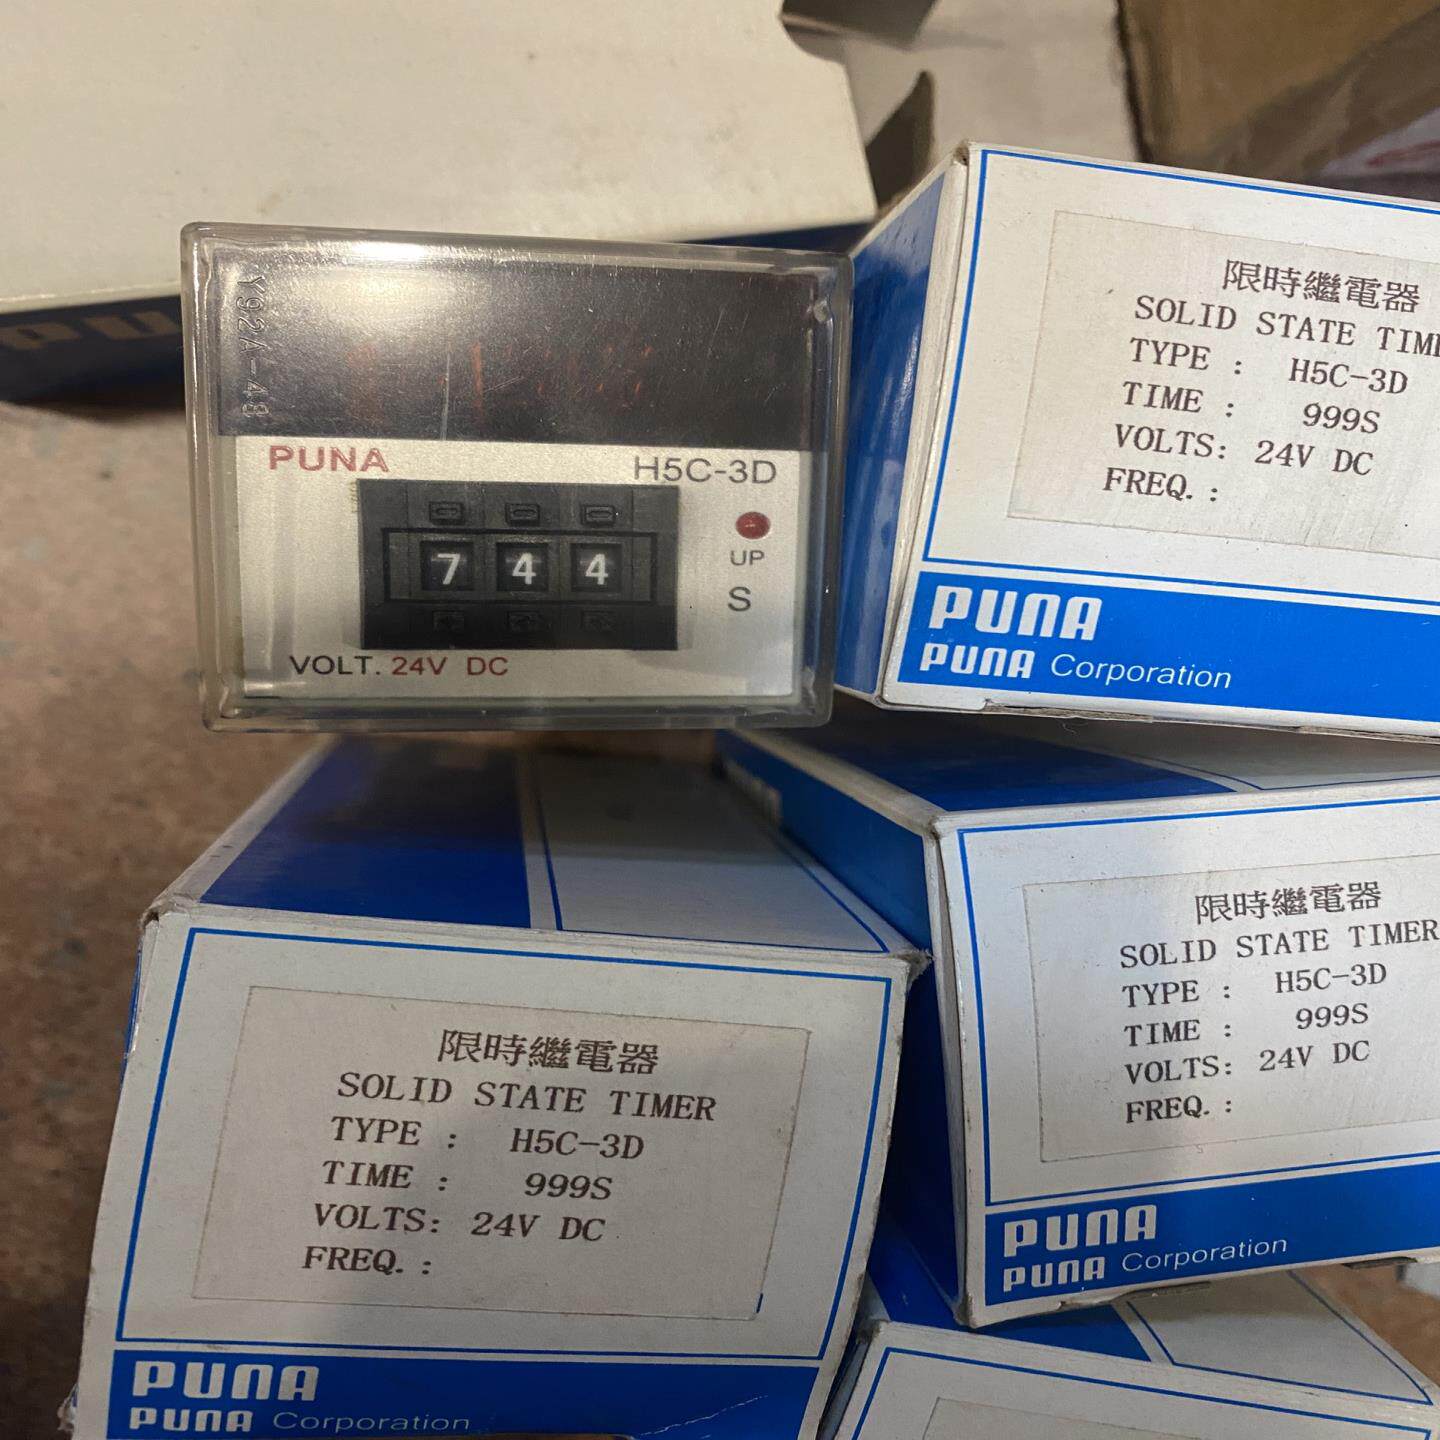 PUNA
Y92A-48
PUNA
H5C-3D
7 4 4
UP
S
VOLT. 24V DC
限時繼電器
SOLID STATE
TYPE : H5C-3D
TIME : 999S
VOLTS: 24V DC
FREQ. :
PUNA
PUNA Corporation
限時繼電器
SOLID STATE TIMER
TYPE : H5C-3D
TIME : 999S
VOLTS: 24V DC
FREQ. :
PUNA
PUNA Corporation
限時繼電器
SOLID STATE TIMER
TYPE : H5C-3D
TIME : 999S
VOLTS: 24V DC
FREQ. :
PUNA
PUNA Corporation